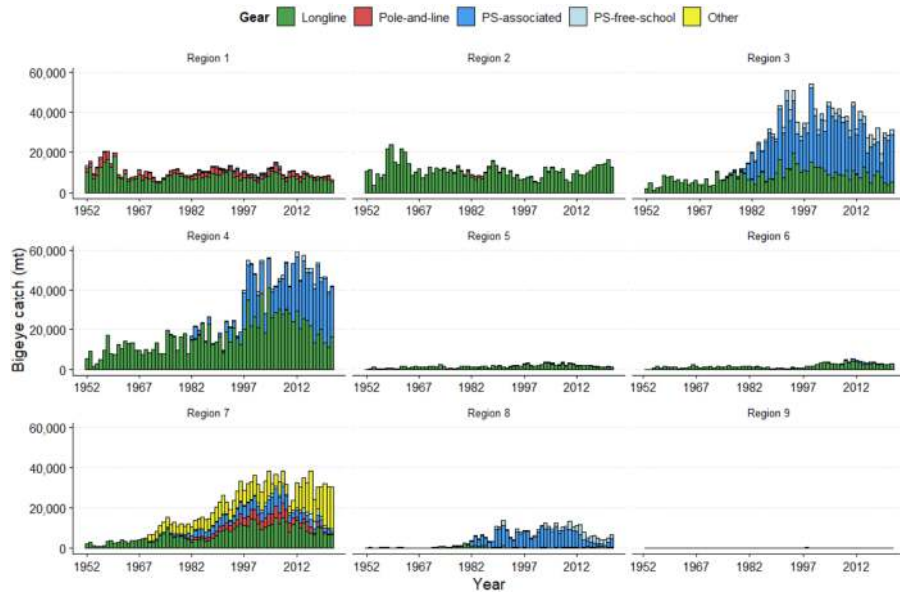 Gear Longline Pole-and-line PS-associated PS-free-school Other
Region 1 Region 2 Region 3
60,000
40,000
20,000
0
1952 1967 1982 1997 2012 1952 1967 1982 1997 2012 1952 1967 1982 1997 2012
Region 4 Region 5 Region 6
Bigeye catch (mt)
60,000
40,000
20,000
0
1952 1967 1982 1997 2012 1952 1967 1982 1997 2012 1952 1967 1982 1997 2012
Region 7 Region 8 Region 9
60,000
40,000
20,000
0
1952 1967 1982 1997 2012 1952 1967 1982 1997 2012 1952 1967 1982 1997 2012
Year